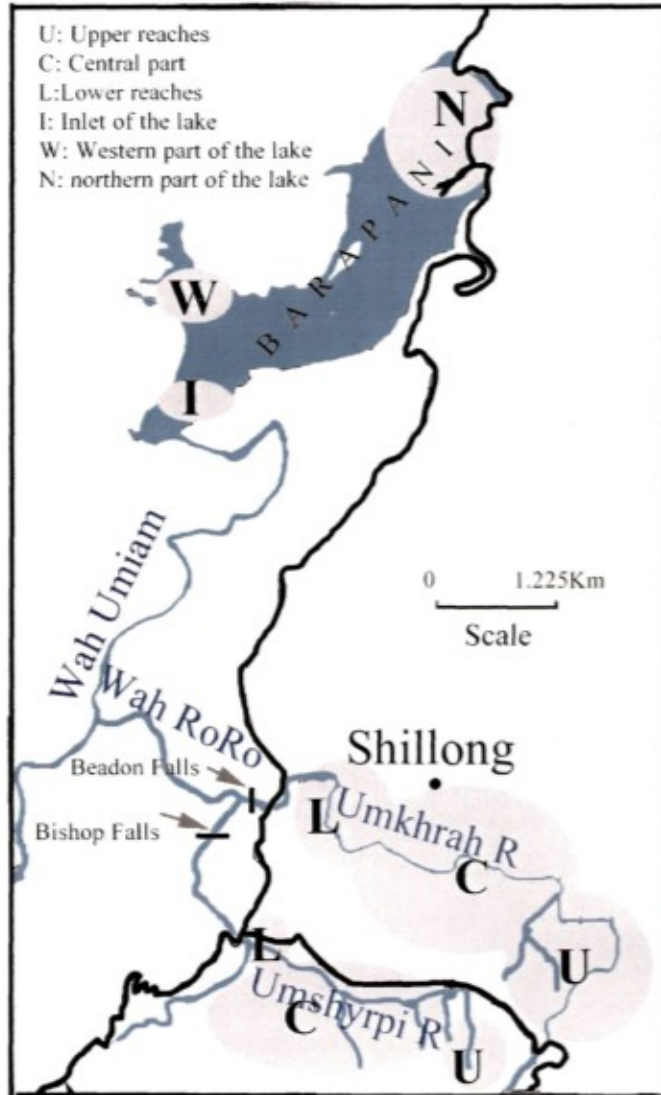 U: Upper reaches
C: Central part
L:Lower reaches
I: Inlet of the lake
W: Western part of the lake
N: northern part of the lake
N
BARAPANI
W
I
0 1.225Km
Scale
Wah Umiam
Wah RoRo
Shillong
Beadon Falls
L
Umkhrah R
Bishop Falls
C
L
U
Umshyrpi R
C
U